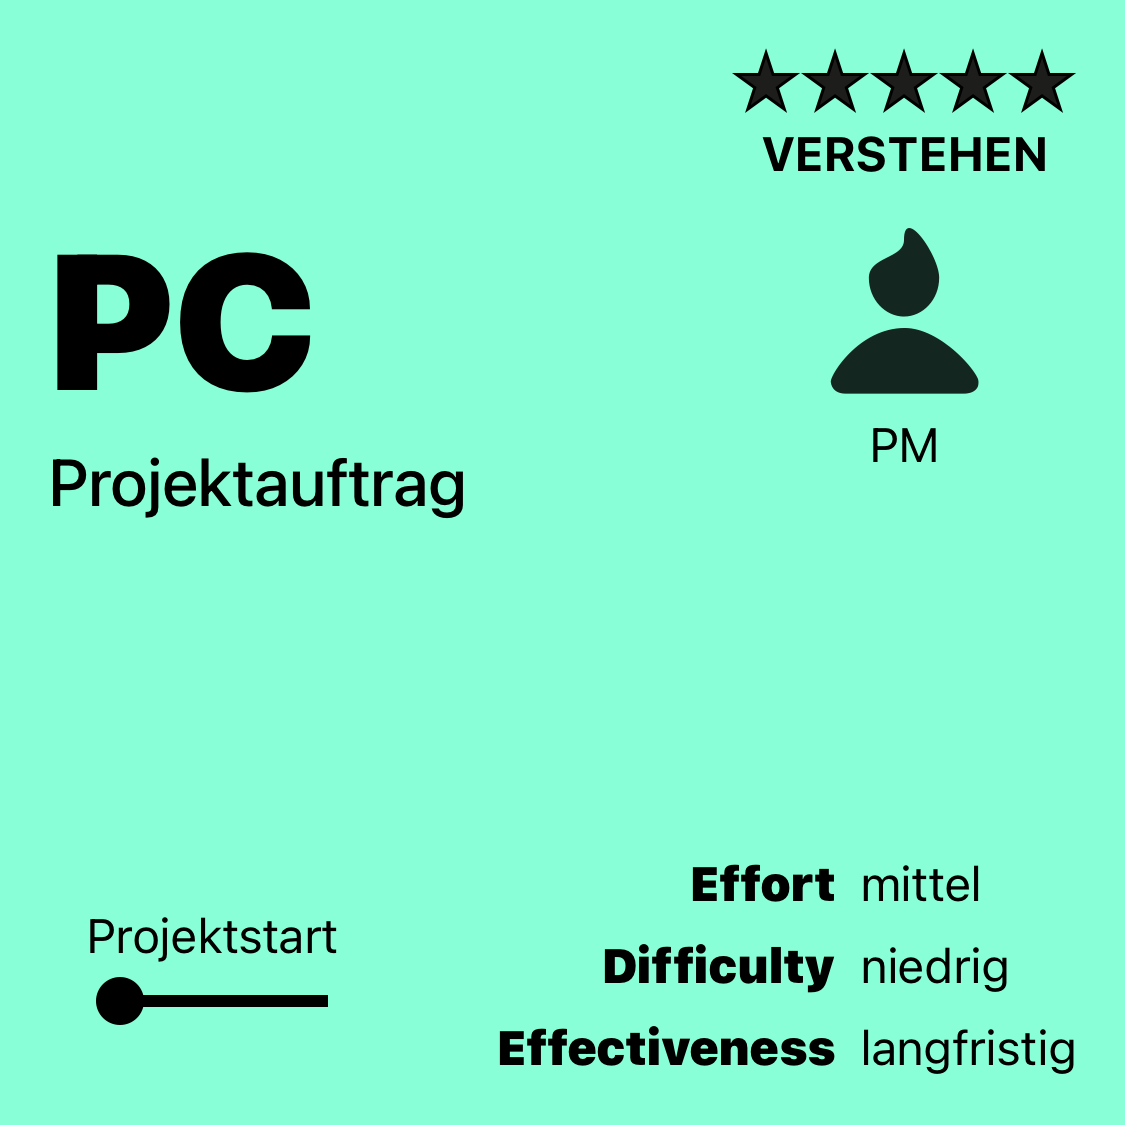 ★★★★★
VERSTEHEN
PC
PM
Projektauftrag
Projektstart
Effort mittel
Difficulty niedrig
Effectiveness langfristig